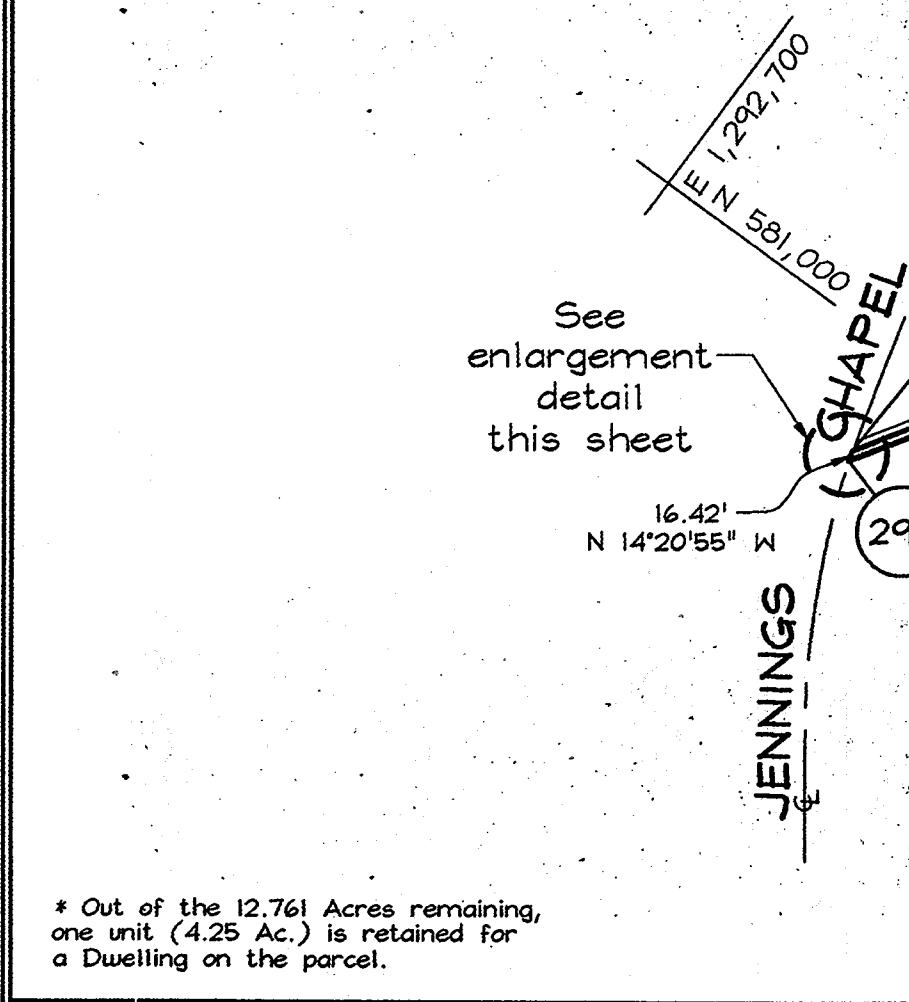 E 1,292,700
N 581,000
CHAPEL
See
enlargement
detail
this sheet
16.42'
N 14°20'55" W
29
JENNINGS
℄
* Out of the 12.761 Acres remaining,
one unit (4.25 Ac.) is retained for
a Dwelling on the parcel.